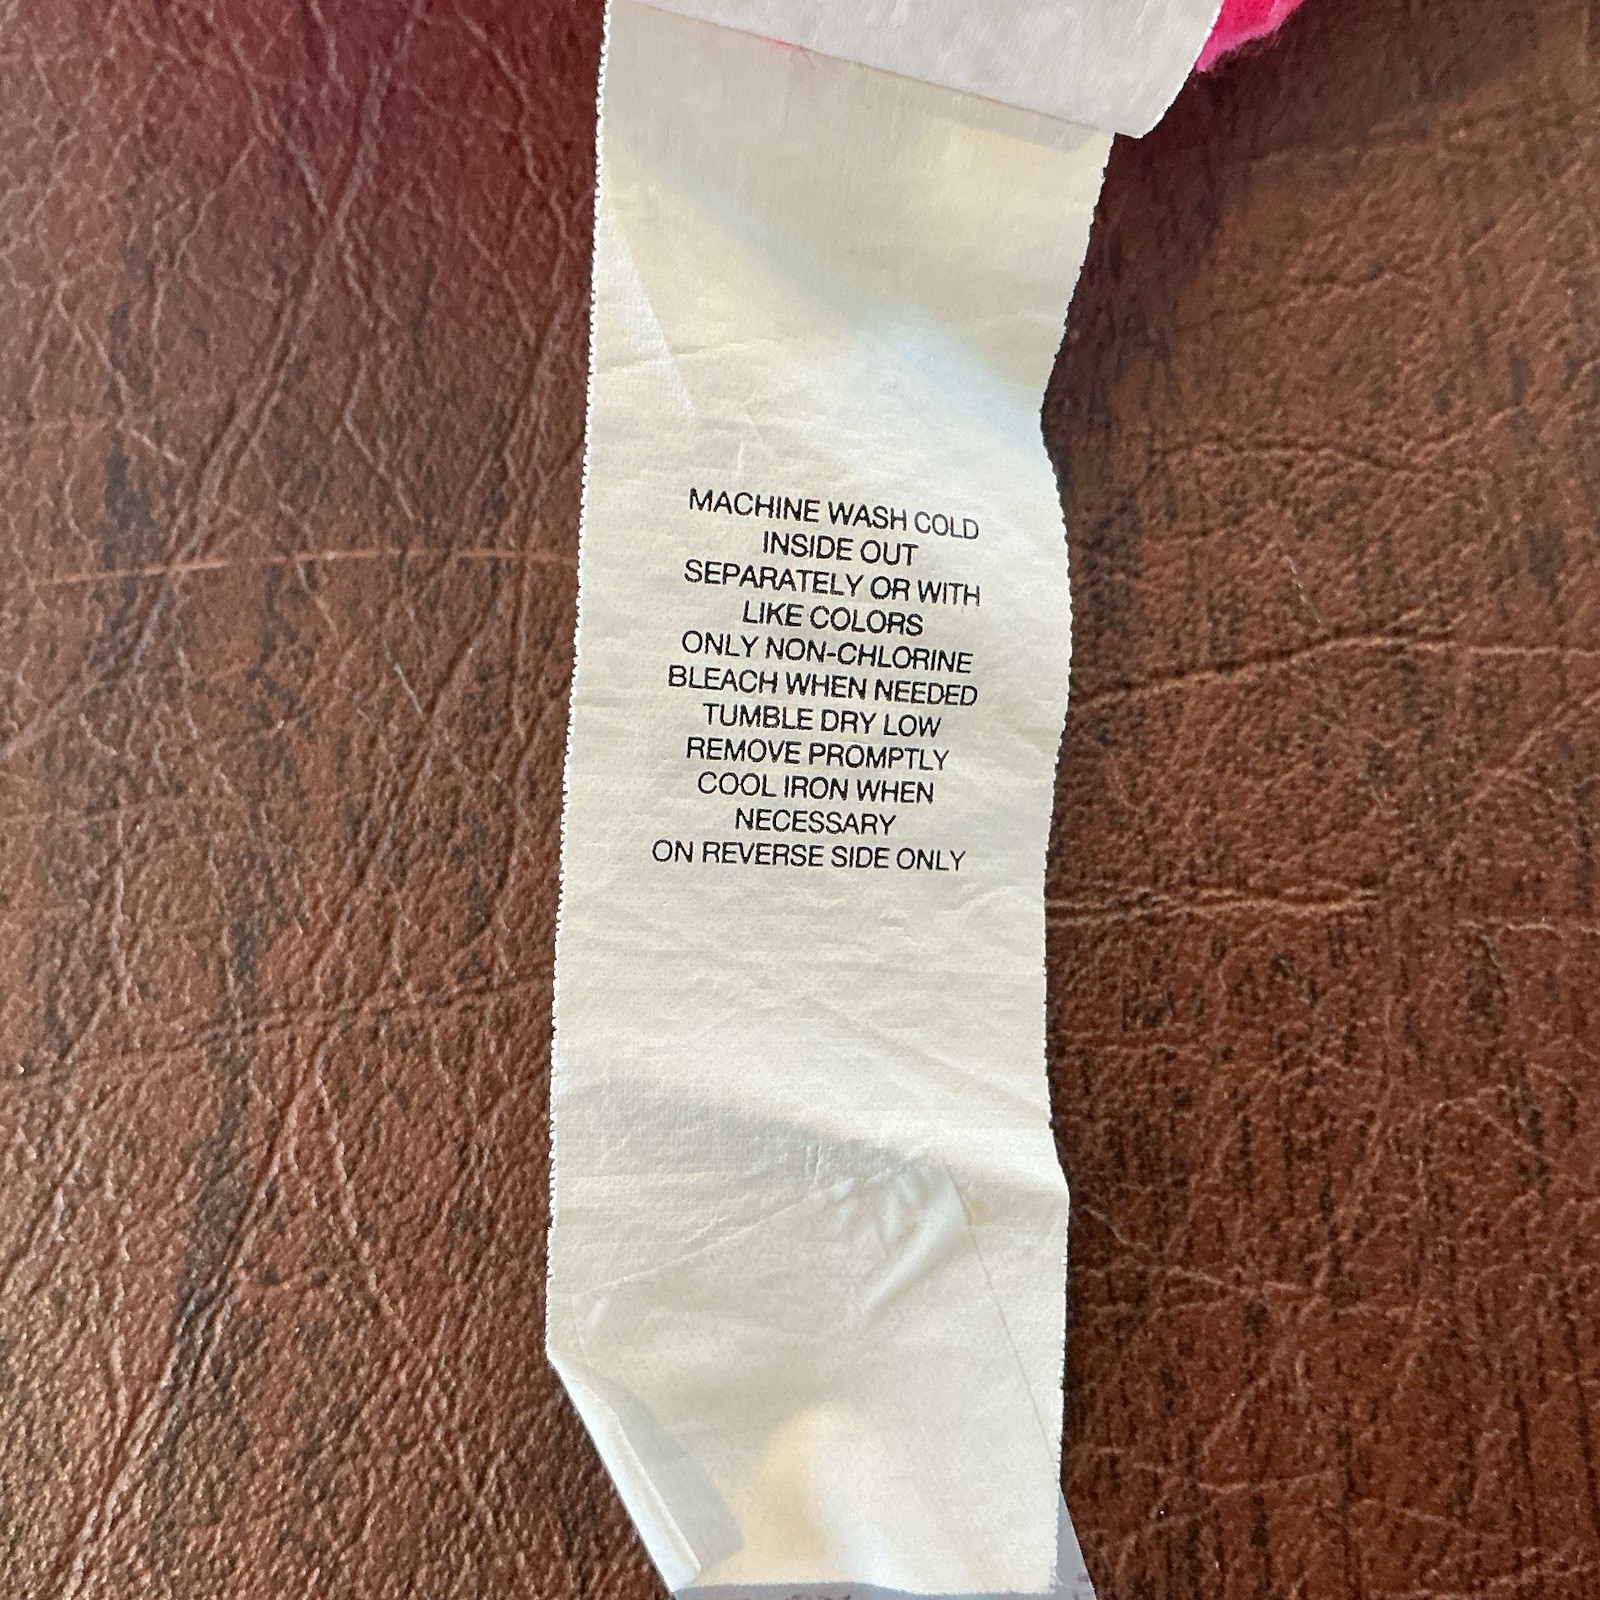 MACHINE WASH COLD
INSIDE OUT
SEPARATELY OR WITH
LIKE COLORS
ONLY NON-CHLORINE
BLEACH WHEN NEEDED
TUMBLE DRY LOW
REMOVE PROMPTLY
COOL IRON WHEN
NECESSARY
ON REVERSE SIDE ONLY